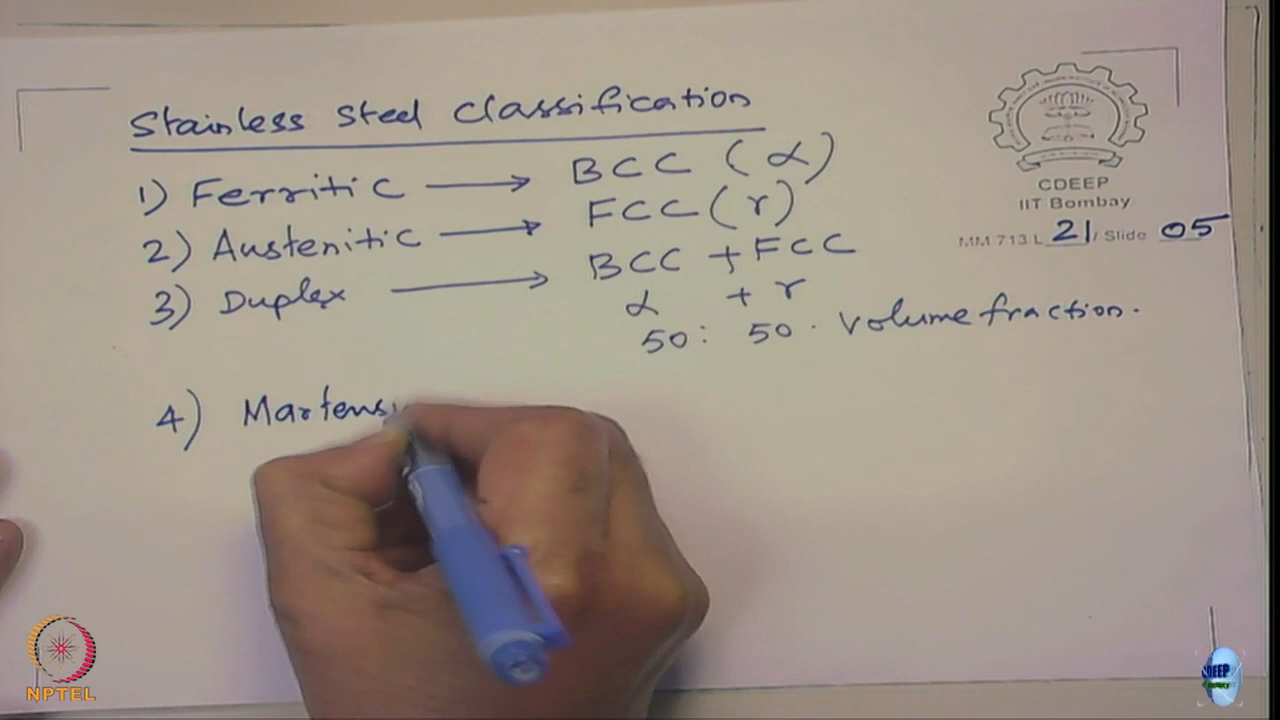 Stainless Steel Classification
1) Ferritic → BCC (α)
2) Austenitic → FCC (γ)
3) Duplex → BCC + FCC
α + γ
50 : 50 . Volume fraction.
4) Martens
CDEEP
IIT Bombay
MM 713 L 21 / Slide 05
NPTEL
CDEEP